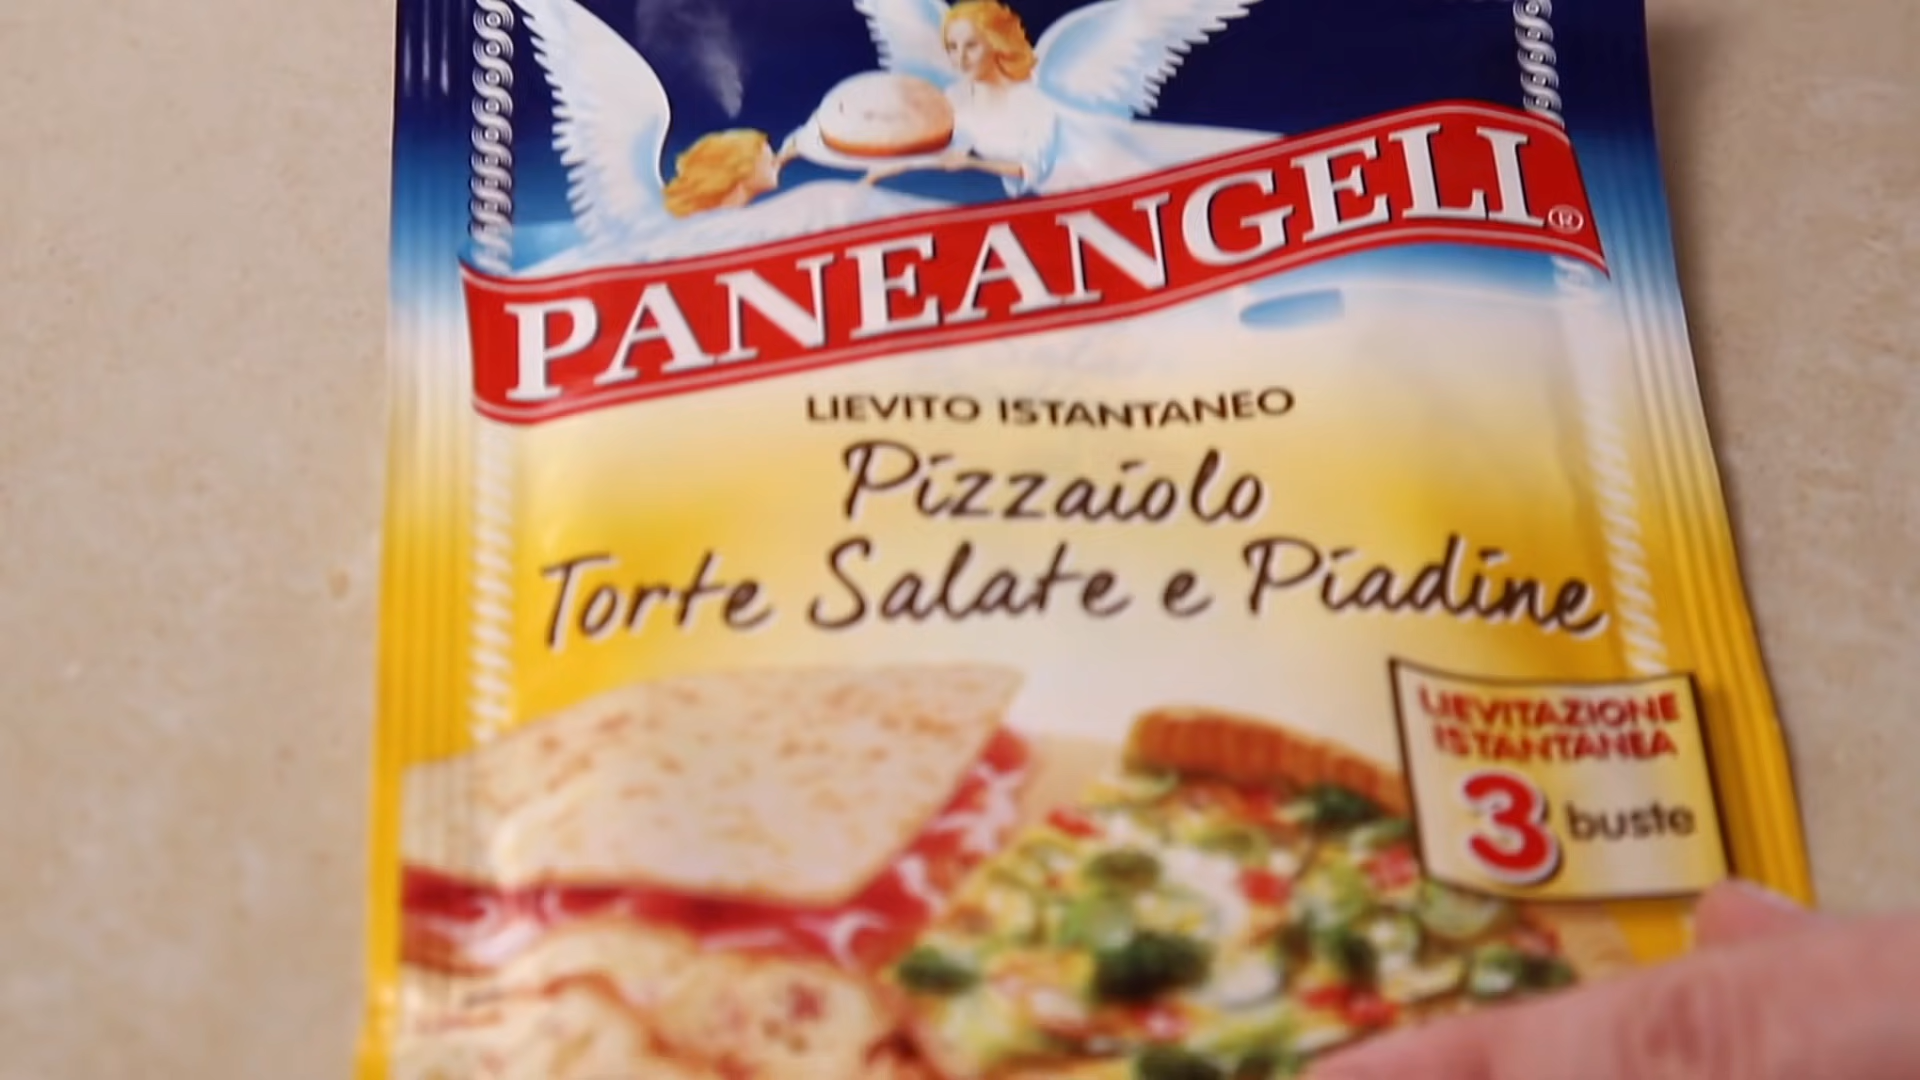 PANEANGELI®
LIEVITO ISTANTANEO
Pizzaiolo
Torte Salate e Piadine
LIEVITAZIONE
ISTANTANEA
3 buste